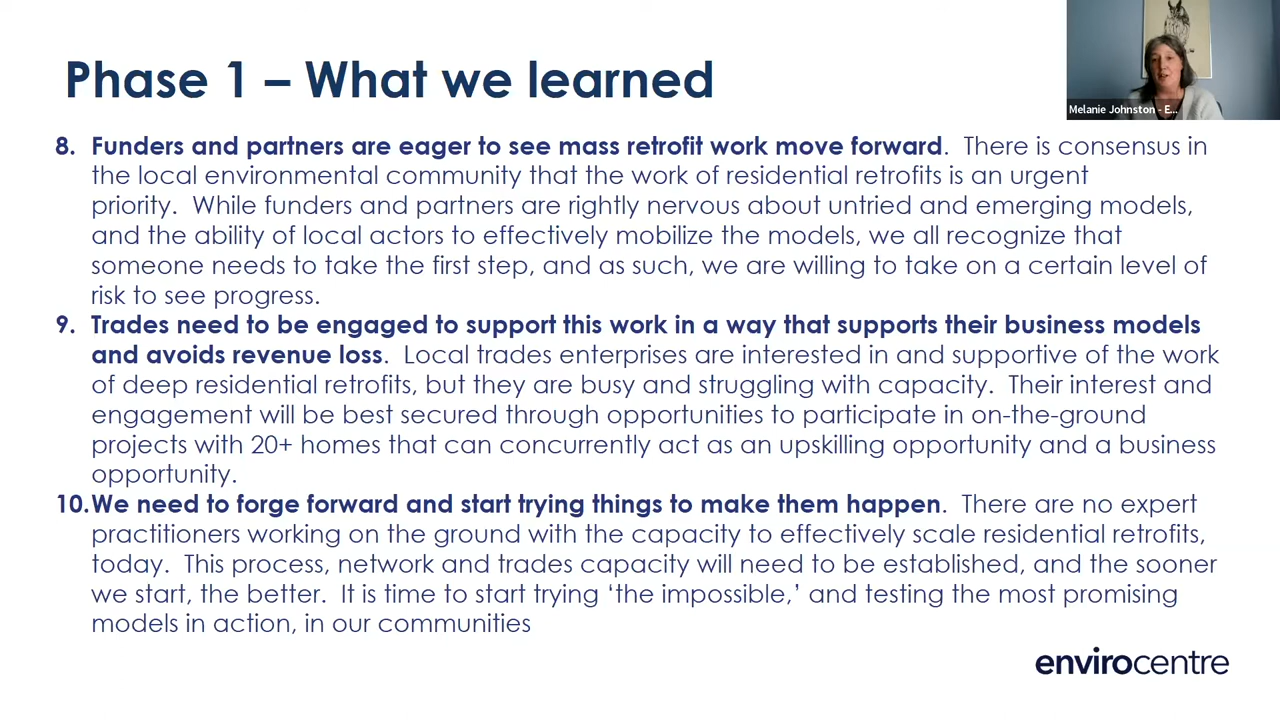 Phase 1 – What we learned
Melanie Johnston - E...
8. Funders and partners are eager to see mass retrofit work move forward. There is consensus in
the local environmental community that the work of residential retrofits is an urgent
priority. While funders and partners are rightly nervous about untried and emerging models,
and the ability of local actors to effectively mobilize the models, we all recognize that
someone needs to take the first step, and as such, we are willing to take on a certain level of
risk to see progress.
9. Trades need to be engaged to support this work in a way that supports their business models
and avoids revenue loss. Local trades enterprises are interested in and supportive of the work
of deep residential retrofits, but they are busy and struggling with capacity. Their interest and
engagement will be best secured through opportunities to participate in on-the-ground
projects with 20+ homes that can concurrently act as an upskilling opportunity and a business
opportunity.
10.We need to forge forward and start trying things to make them happen. There are no expert
practitioners working on the ground with the capacity to effectively scale residential retrofits,
today. This process, network and trades capacity will need to be established, and the sooner
we start, the better. It is time to start trying ‘the impossible,’ and testing the most promising
models in action, in our communities
envirocentre